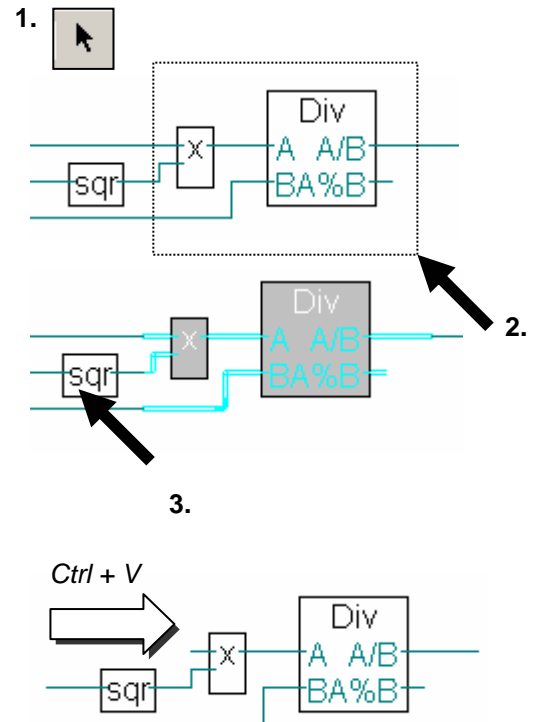 1.
Div
x
A A/B
sqr
BA%B
Div
2.
x
A A/B
sqr
BA%B
3.
Ctrl + V
Div
x
A A/B
sqr
BA%B